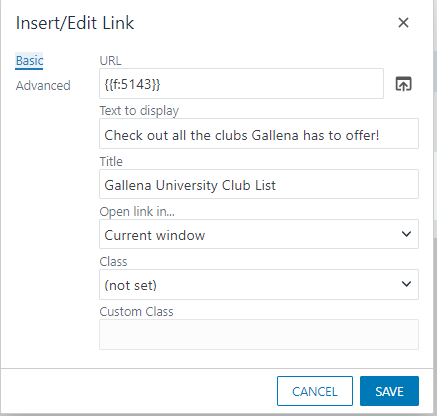 Insert/Edit Link
Basic
Advanced
URL
{{f:5143}}
Text to display
Check out all the clubs Gallena has to offer!
Title
Gallena University Club List
Open link in...
Current window
Class
(not set)
Custom Class
CANCEL
SAVE